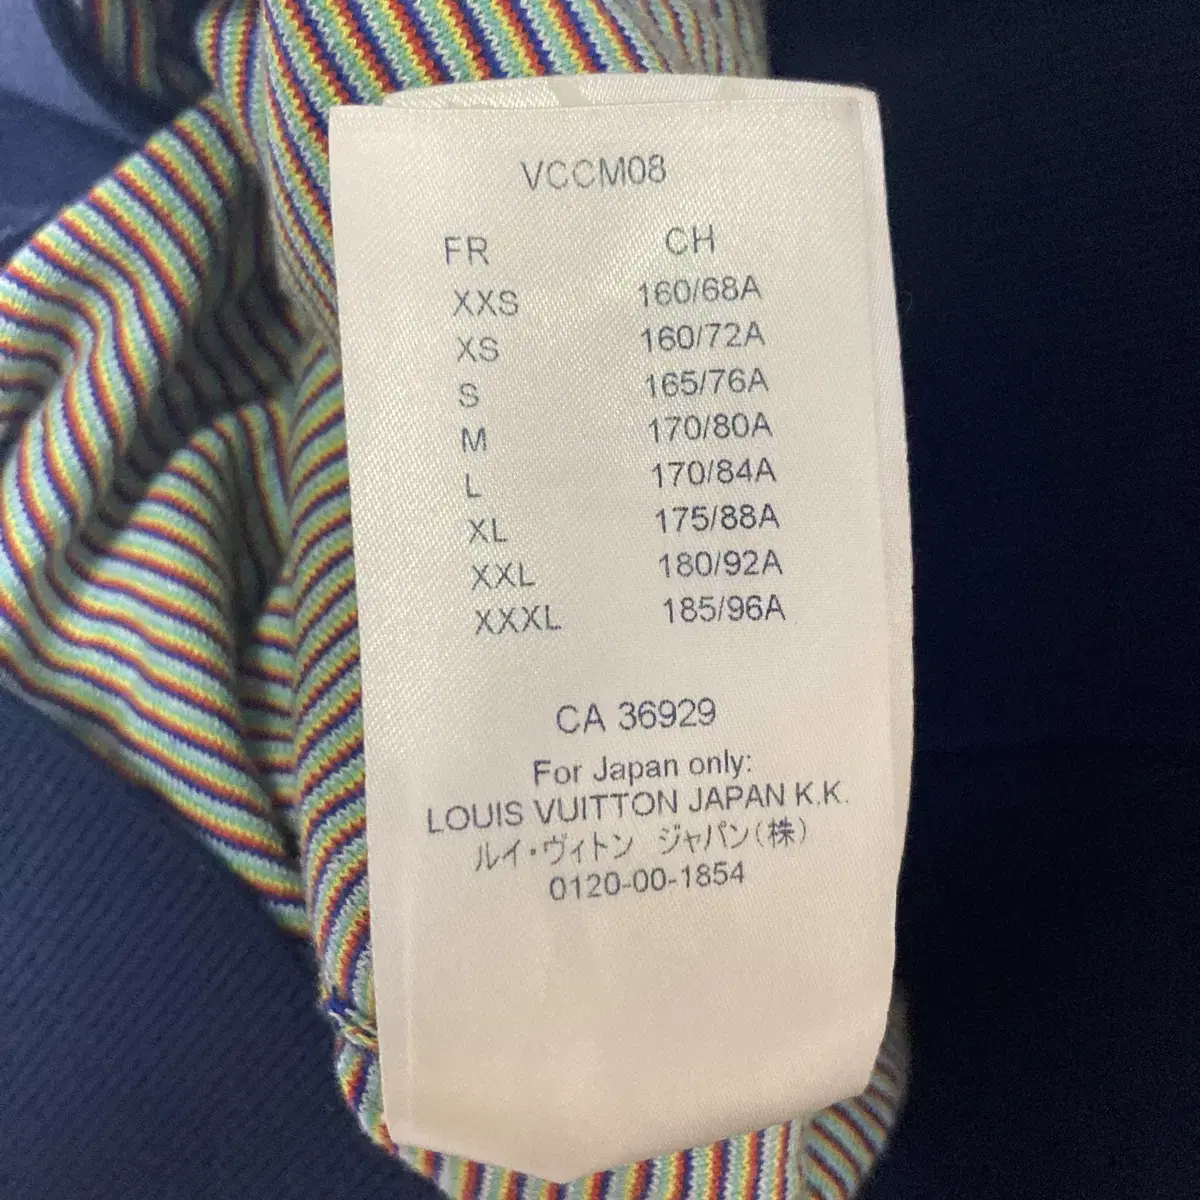 VCCM08
FR CH
XXS 160/68A
XS 160/72A
S 165/76A
M 170/80A
L 170/84A
XL 175/88A
XXL 180/92A
XXXL 185/96A
CA 36929
For Japan only:
LOUIS VUITTON JAPAN K.K.
ルイ・ヴィトン ジャパン(株)
0120-00-1854